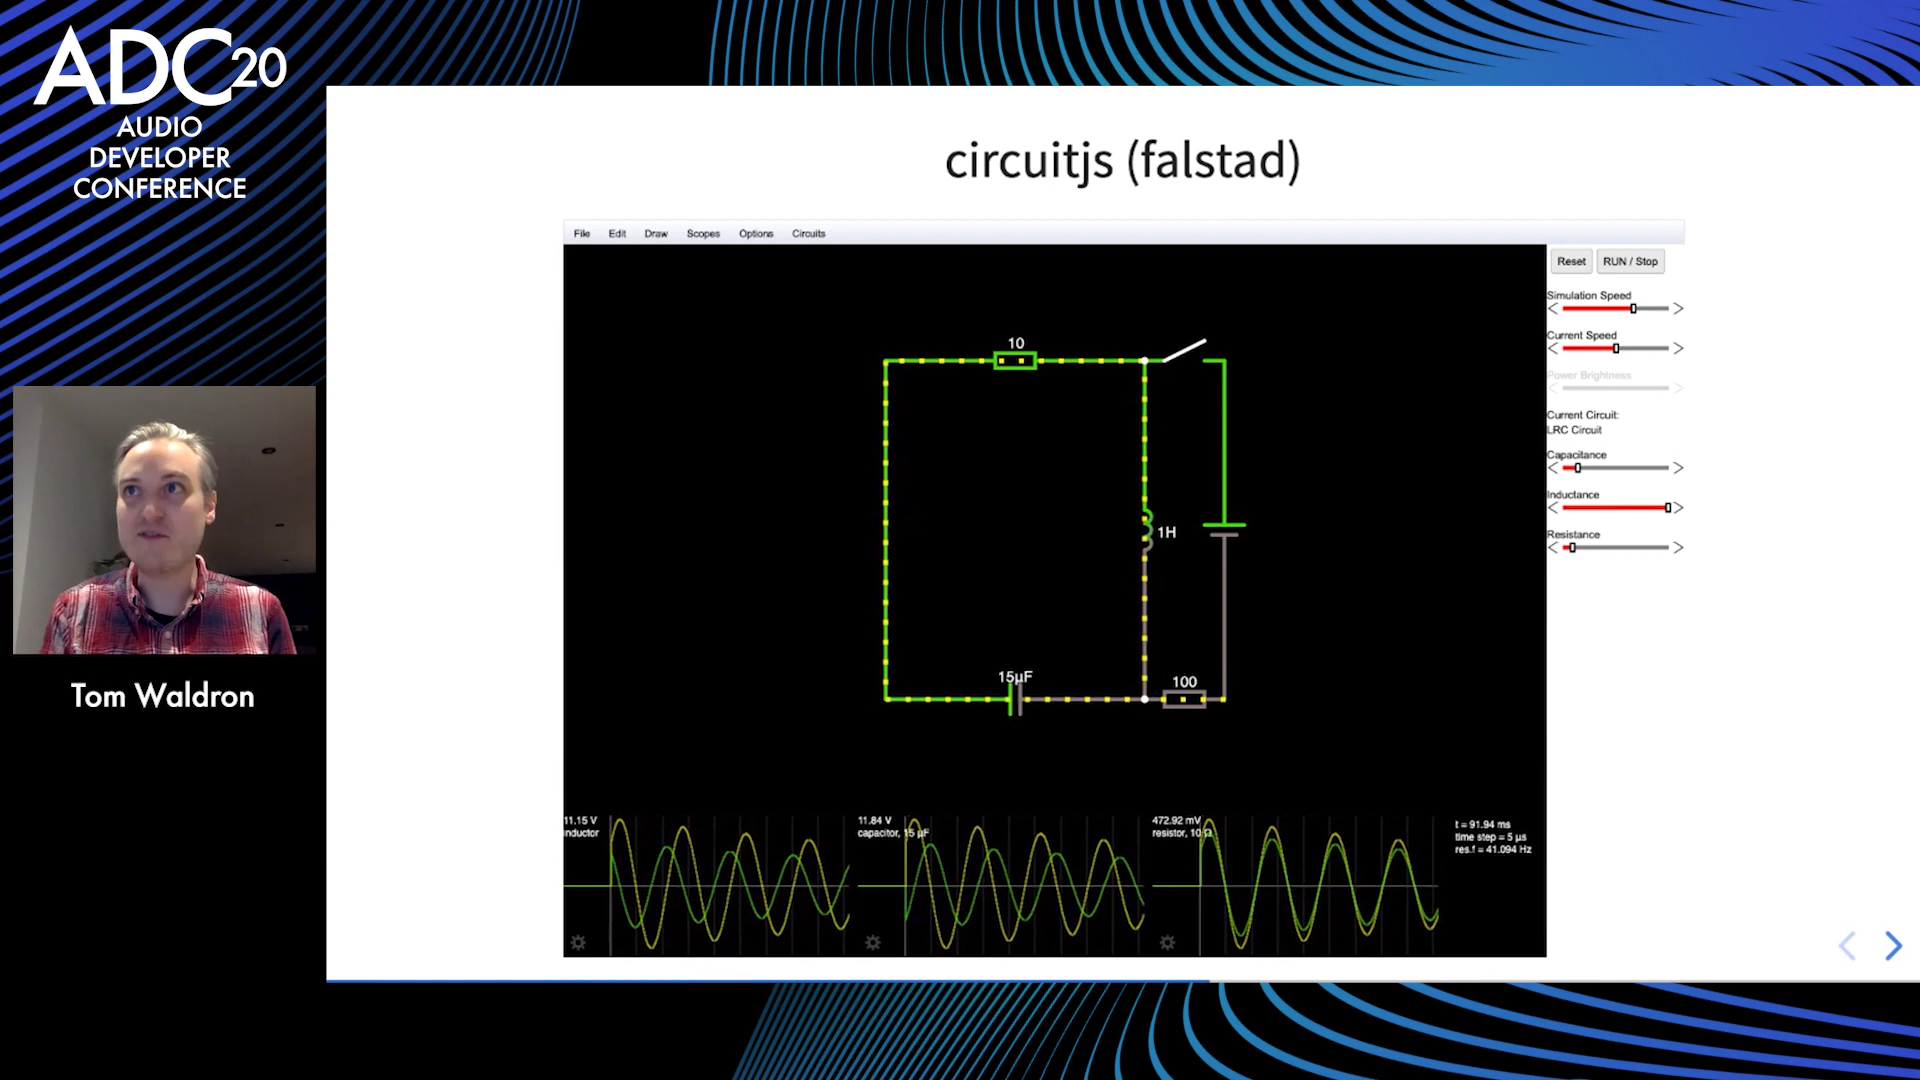 ADC20
AUDIO
DEVELOPER
CONFERENCE
Tom Waldron
circuitjs (falstad)
File Edit Draw Scopes Options Circuits
Reset RUN / Stop
Simulation Speed
Current Speed
Power Brightness
Current Circuit:
LRC Circuit
Capacitance
Inductance
Resistance
10
1H
15μF
100
11.15 V
inductor
11.84 V
capacitor, 15 μF
472.92 mV
resistor, 10 Ω
t = 91.94 ms
time step = 5 μs
res.f = 41.094 Hz